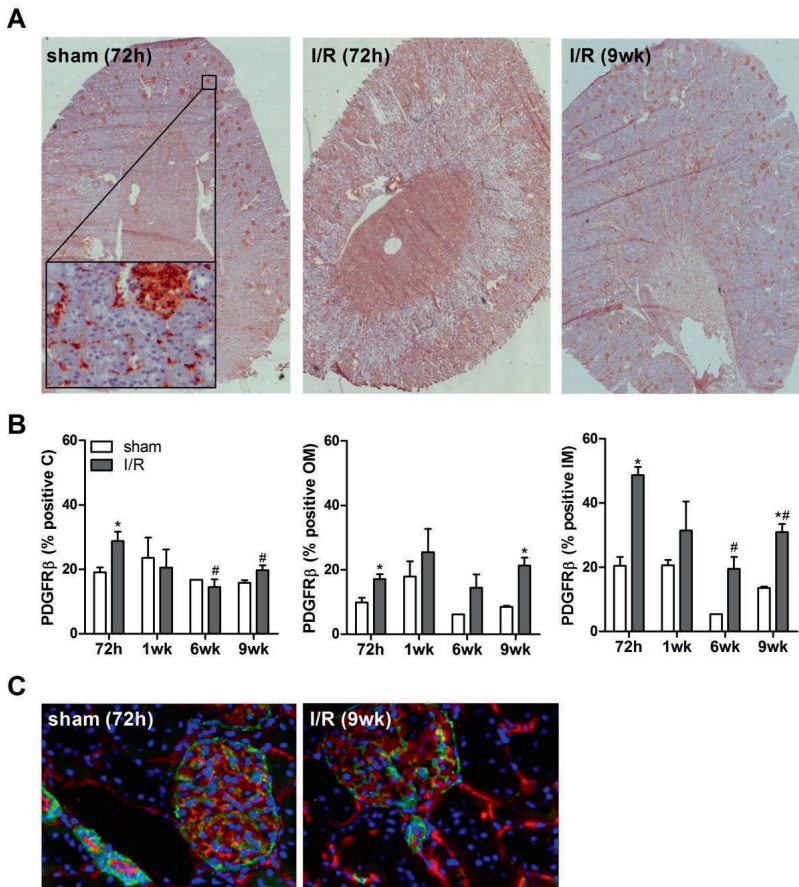 A
sham (72h)
I/R (72h)
I/R (9wk)
B
PDGFRβ (% positive C)
60
40
20
0
sham
I/R
*
#
#
72h
1wk
6wk
9wk
PDGFRβ (% positive OM)
60
40
20
0
*
*
72h
1wk
6wk
9wk
PDGFRβ (% positive IM)
60
40
20
0
*
#
*#
72h
1wk
6wk
9wk
C
sham (72h)
I/R (9wk)